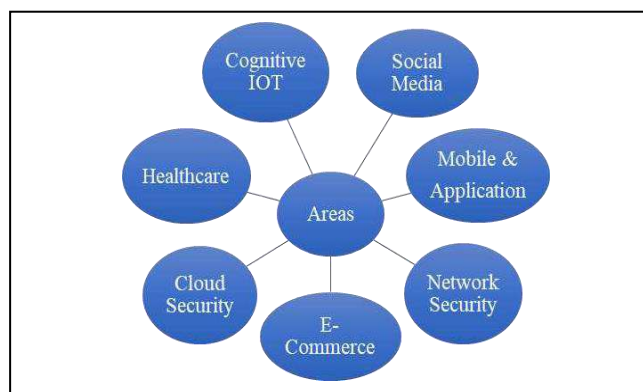 Cognitive
IOT
Social
Media
Healthcare
Mobile &
Application
Areas
Cloud
Security
Network
Security
E-
Commerce